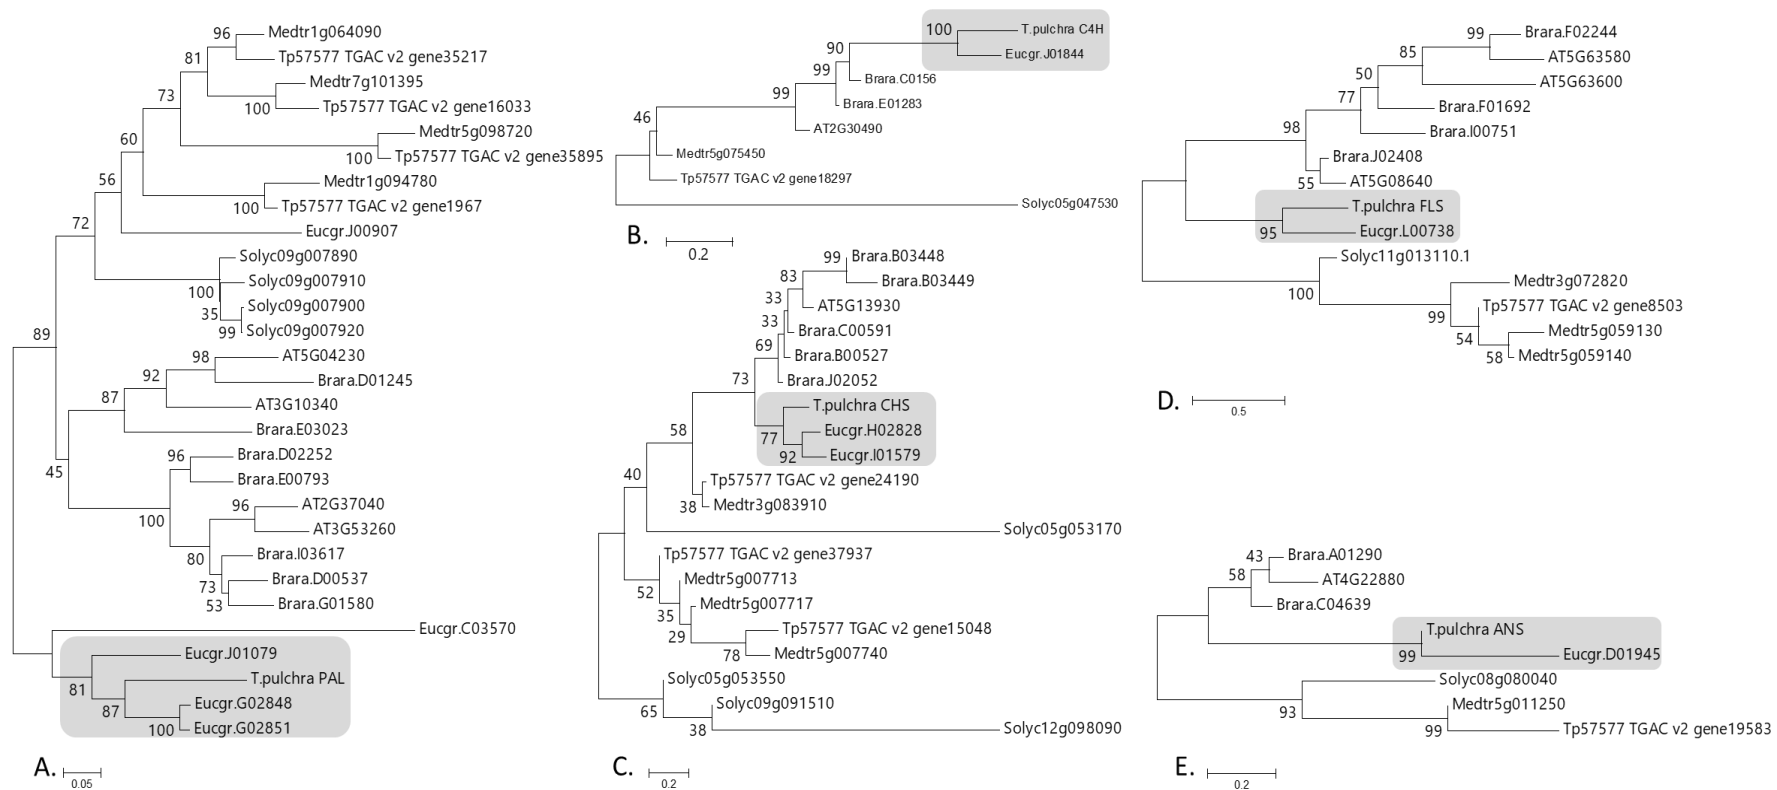 96
Medtr1g064090
Tp57577 TGAC v2 gene35217
81
Medtr7g101395
100
Tp57577 TGAC v2 gene16033
73
Medtr5g098720
100
Tp57577 TGAC v2 gene35895
60
Medtr1g094780
100
Tp57577 TGAC v2 gene1967
56
Eucgr.J00907
72
Solyc09g007890
Solyc09g007910
100
Solyc09g007900
35
99
Solyc09g007920
89
98
AT5G04230
92
Brara.D01245
87
AT3G10340
Brara.E03023
45
96
Brara.D02252
Brara.E00793
100
96
AT2G37040
AT3G53260
80
Brara.I03617
73
Brara.D00537
53
Brara.G01580
Eucgr.C03570
Eucgr.J01079
81
T.pulchra PAL
87
Eucgr.G02848
100
Eucgr.G02851
A.
0.05
100
T.pulchra C4H
Eucgr.J01844
90
99
Brara.C0156
99
Brara.E01283
AT2G30490
46
Medtr5g075450
Tp57577 TGAC v2 gene18297
Solyc05g047530
B.
0.2
99
Brara.B03448
83
Brara.B03449
33
AT5G13930
33
Brara.C00591
69
Brara.B00527
73
Brara.J02052
T.pulchra CHS
77
Eucgr.H02828
92
Eucgr.I01579
58
Tp57577 TGAC v2 gene24190
38
Medtr3g083910
40
Solyc05g053170
Tp57577 TGAC v2 gene37937
52
Medtr5g007713
35
Medtr5g007717
29
Tp57577 TGAC v2 gene15048
78
Medtr5g007740
Solyc05g053550
65
Solyc09g091510
38
Solyc12g098090
C.
0.2
99
Brara.F02244
85
AT5G63580
50
AT5G63600
77
Brara.F01692
98
Brara.I00751
Brara.J02408
55
AT5G08640
T.pulchra FLS
95
Eucgr.L00738
Solyc11g013110.1
100
Medtr3g072820
99
Tp57577 TGAC v2 gene8503
54
Medtr5g059130
58
Medtr5g059140
D.
0.5
43
Brara.A01290
58
AT4G22880
Brara.C04639
T.pulchra ANS
99
Eucgr.D01945
Solyc08g080040
93
Medtr5g011250
99
Tp57577 TGAC v2 gene19583
E.
0.2